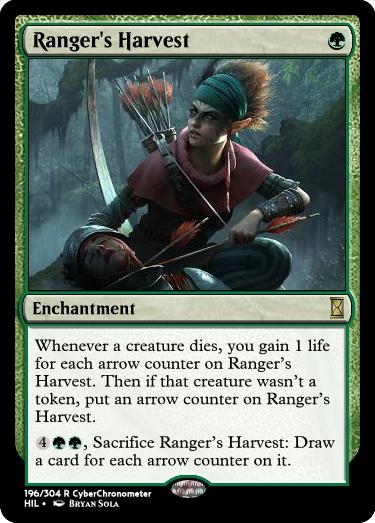 Ranger's Harvest
Enchantment
Whenever a creature dies, you gain 1 life
for each arrow counter on Ranger's
Harvest. Then if that creature wasn't a
token, put an arrow counter on Ranger's
Harvest.
4, Sacrifice Ranger's Harvest: Draw
a card for each arrow counter on it.
196/304 R CyberChronometer
HIL • Bryan Sola